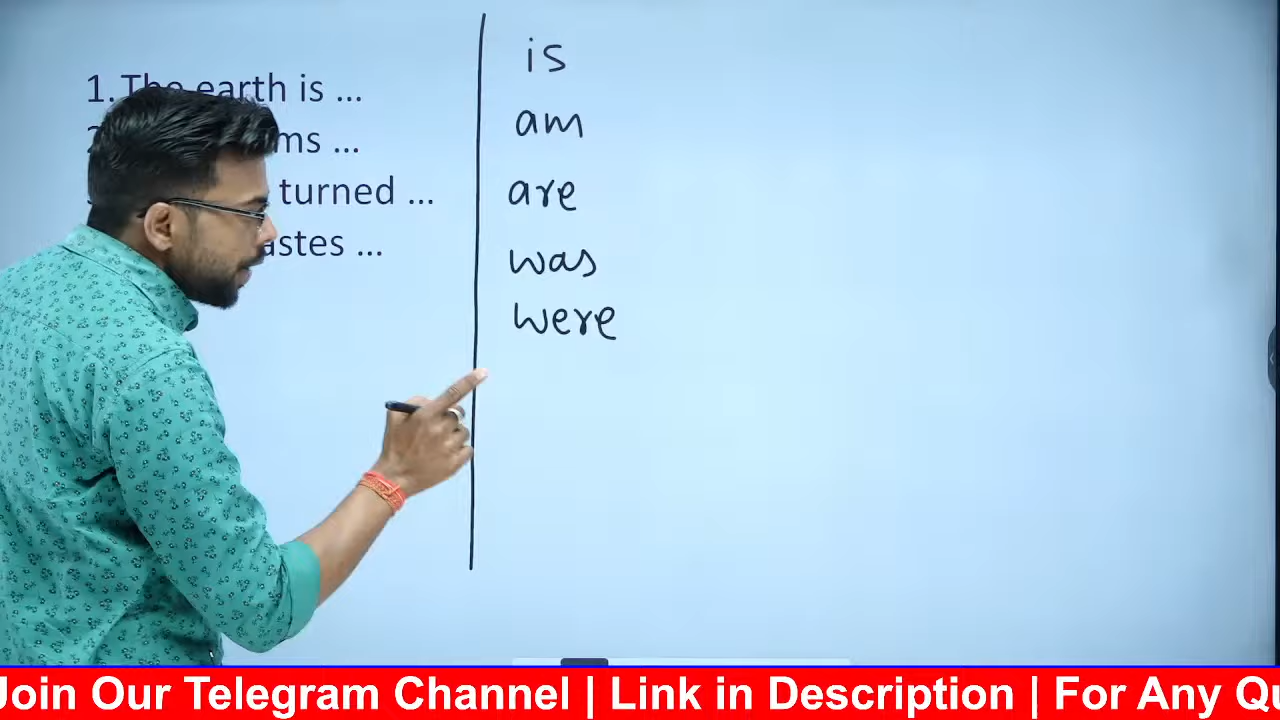 1. The earth is ...
ms ...
turned ...
astes ...
is
am
are
was
were
Join Our Telegram Channel | Link in Description | For Any Qu